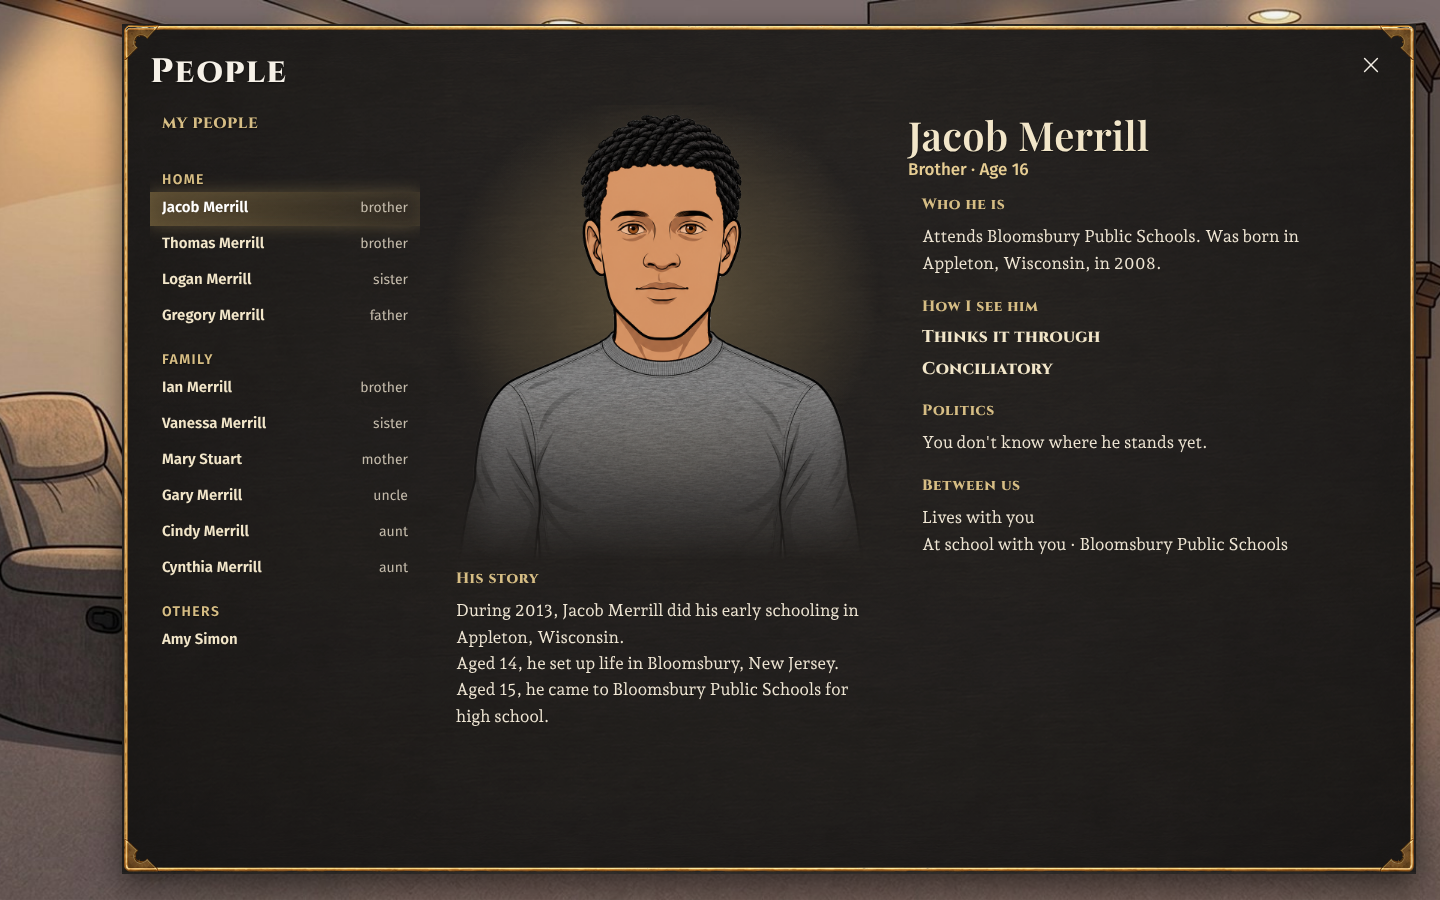 People
MY PEOPLE
HOME
Jacob Merrill brother
Thomas Merrill brother
Logan Merrill sister
Gregory Merrill father
FAMILY
Ian Merrill brother
Vanessa Merrill sister
Mary Stuart mother
Gary Merrill uncle
Cindy Merrill aunt
Cynthia Merrill aunt
OTHERS
Amy Simon
His story
During 2013, Jacob Merrill did his early schooling in
Appleton, Wisconsin.
Aged 14, he set up life in Bloomsbury, New Jersey.
Aged 15, he came to Bloomsbury Public Schools for
high school.
Jacob Merrill
Brother · Age 16
Who he is
Attends Bloomsbury Public Schools. Was born in
Appleton, Wisconsin, in 2008.
How I see him
Thinks it through
Conciliatory
Politics
You don't know where he stands yet.
Between us
Lives with you
At school with you · Bloomsbury Public Schools